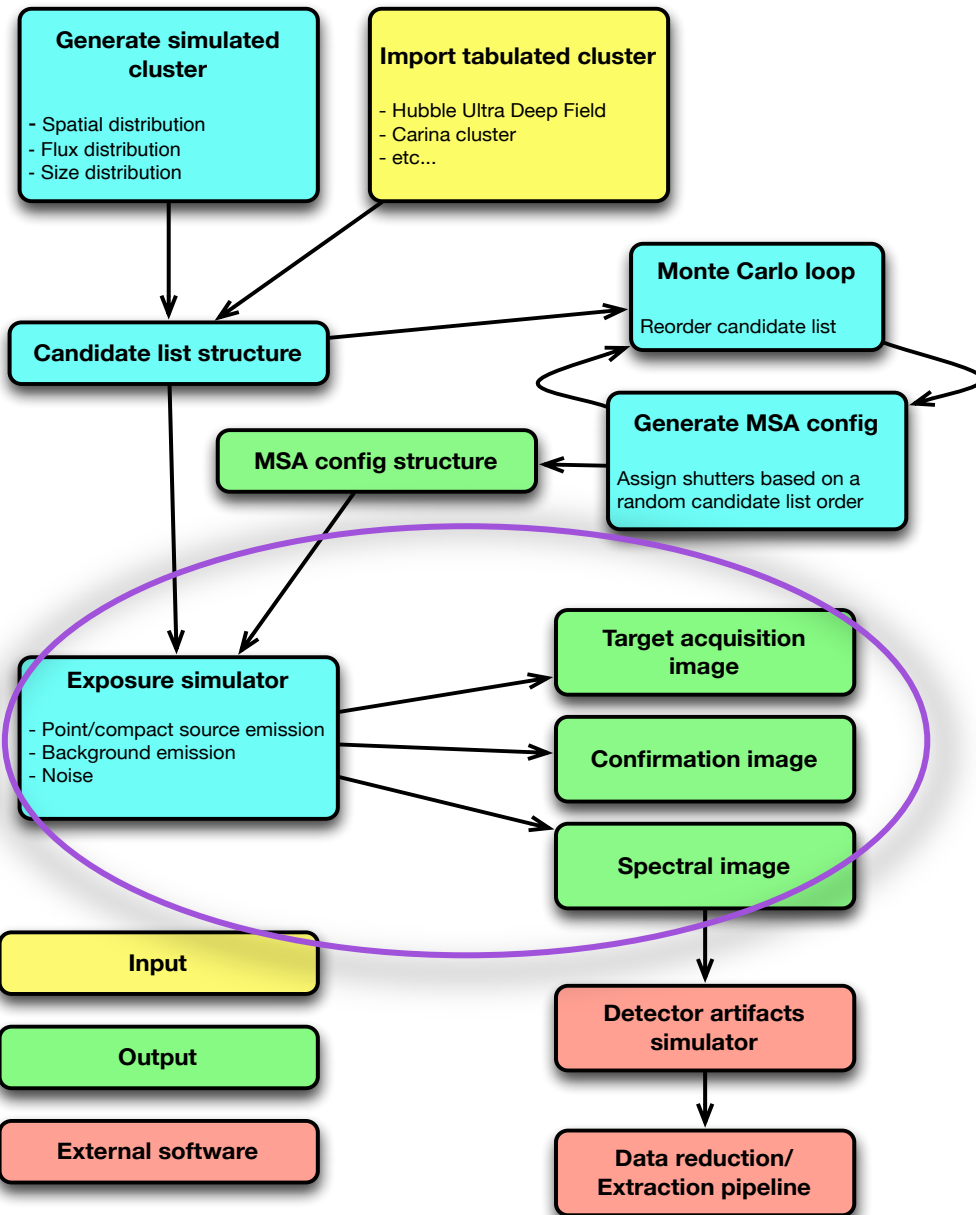 Generate simulated
cluster
- Spatial distribution
- Flux distribution
- Size distribution
Import tabulated cluster
- Hubble Ultra Deep Field
- Carina cluster
- etc...
Monte Carlo loop
Reorder candidate list
Candidate list structure
Generate MSA config
Assign shutters based on a
random candidate list order
MSA config structure
Exposure simulator
- Point/compact source emission
- Background emission
- Noise
Target acquisition
image
Confirmation image
Spectral image
Input
Output
External software
Detector artifacts
simulator
Data reduction/
Extraction pipeline